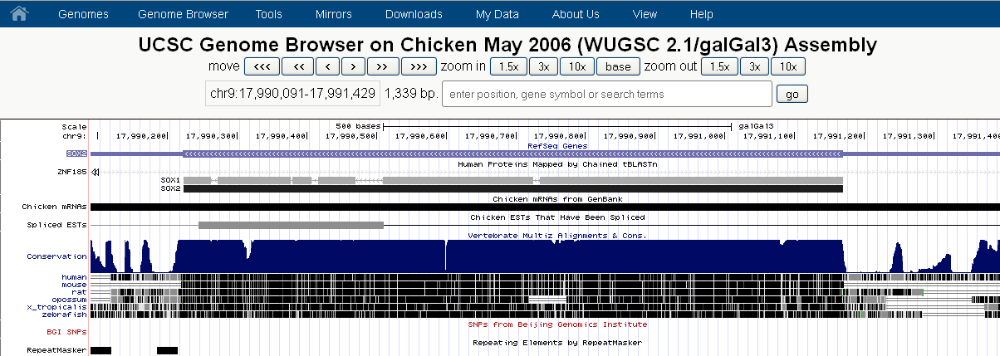 Genomes Genome Browser Tools Mirrors Downloads My Data About Us View Help
UCSC Genome Browser on Chicken May 2006 (WUGSC 2.1/galGal3) Assembly
move <<< << < > >> >>> zoom in 1.5x 3x 10x base zoom out 1.5x 3x 10x
chr9:17,990,091-17,991,429 1,339 bp. enter position, gene symbol or search terms go
Scale 500 bases galGal3
chr9: 17,990,200 17,990,300 17,990,400 17,990,500 17,990,600 17,990,700 17,990,800 17,990,900 17,991,000 17,991,100 17,991,200 17,991,300 17,991,400
RefSeq Genes
SOX2
Human Proteins Mapped by Chained tBLASTn
ZNF185
SOX1
SOX2
Chicken mRNAs from GenBank
Chicken mRNAs
Chicken ESTs That Have Been Spliced
Spliced ESTs
Vertebrate Multiz Alignments & Cons.
Conservation
human
mouse
rat
opossum
x_tropicalis
zebrafish
SNPs from Beijing Genomics Institute
BGI SNPs
Repeating Elements by RepeatMasker
RepeatMasker